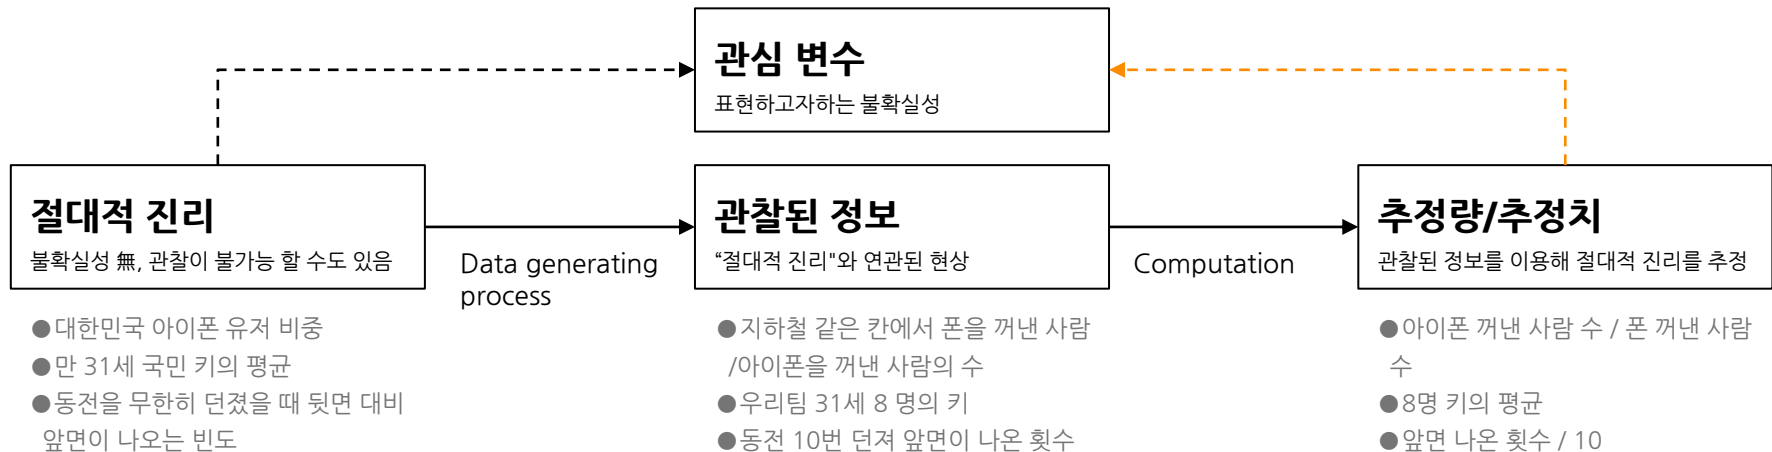 관심 변수
표현하고자하는 불확실성
절대적 진리
불확실성 無, 관찰이 불가능 할 수도 있음
Data generating
process
관찰된 정보
“절대적 진리"와 연관된 현상
Computation
추정량/추정치
관찰된 정보를 이용해 절대적 진리를 추정
●대한민국 아이폰 유저 비중
●만 31세 국민 키의 평균
●동전을 무한히 던졌을 때 뒷면 대비
앞면이 나오는 빈도
●지하철 같은 칸에서 폰을 꺼낸 사람
/아이폰을 꺼낸 사람의 수
●우리팀 31세 8 명의 키
●동전 10번 던져 앞면이 나온 횟수
●아이폰 꺼낸 사람 수 / 폰 꺼낸 사람
수
●8명 키의 평균
●앞면 나온 횟수 / 10